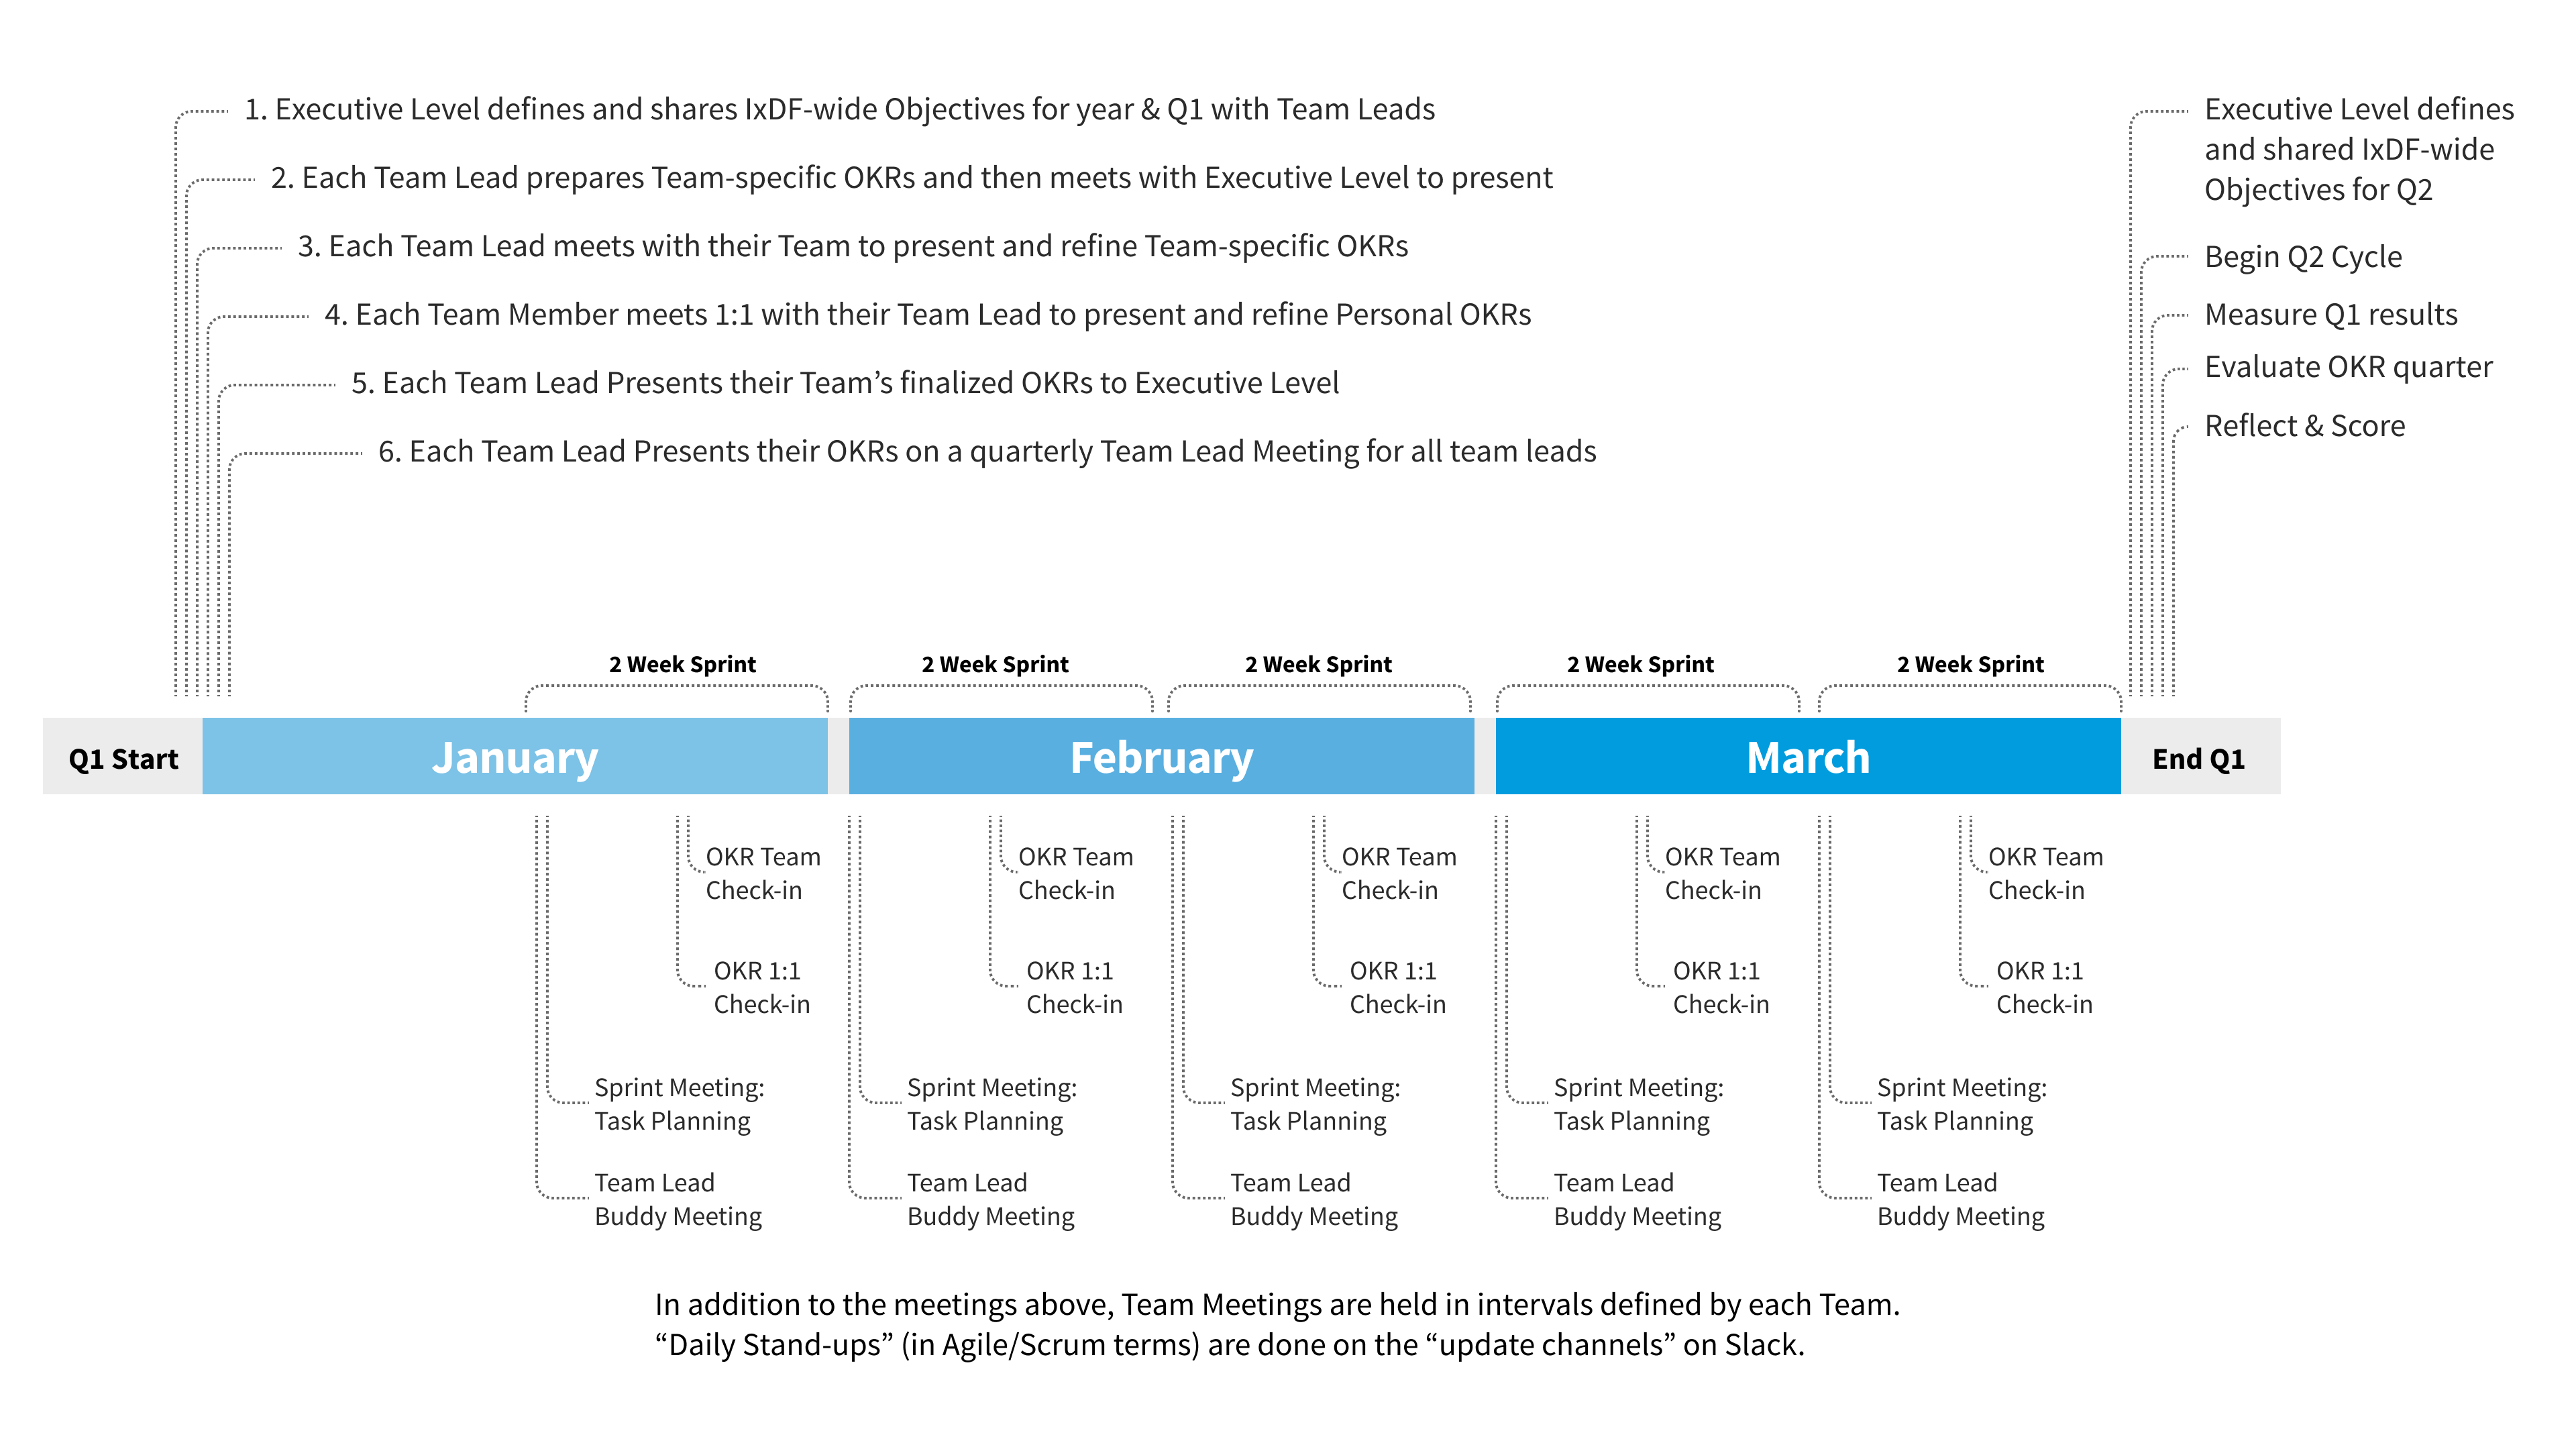 1. Executive Level defines and shares IxDF-wide Objectives for year & Q1 with Team Leads
2. Each Team Lead prepares Team-specific OKRs and then meets with Executive Level to present
3. Each Team Lead meets with their Team to present and refine Team-specific OKRs
4. Each Team Member meets 1:1 with their Team Lead to present and refine Personal OKRs
5. Each Team Lead Presents their Team’s finalized OKRs to Executive Level
6. Each Team Lead Presents their OKRs on a quarterly Team Lead Meeting for all team leads
Executive Level defines
and shared IxDF-wide
Objectives for Q2
Begin Q2 Cycle
Measure Q1 results
Evaluate OKR quarter
Reflect & Score
2 Week Sprint
2 Week Sprint
2 Week Sprint
2 Week Sprint
2 Week Sprint
Q1 Start
January
February
March
End Q1
OKR Team
Check-in
OKR Team
Check-in
OKR Team
Check-in
OKR Team
Check-in
OKR Team
Check-in
OKR 1:1
Check-in
OKR 1:1
Check-in
OKR 1:1
Check-in
OKR 1:1
Check-in
OKR 1:1
Check-in
Sprint Meeting:
Task Planning
Sprint Meeting:
Task Planning
Sprint Meeting:
Task Planning
Sprint Meeting:
Task Planning
Sprint Meeting:
Task Planning
Team Lead
Buddy Meeting
Team Lead
Buddy Meeting
Team Lead
Buddy Meeting
Team Lead
Buddy Meeting
Team Lead
Buddy Meeting
In addition to the meetings above, Team Meetings are held in intervals defined by each Team.
“Daily Stand-ups” (in Agile/Scrum terms) are done on the “update channels” on Slack.